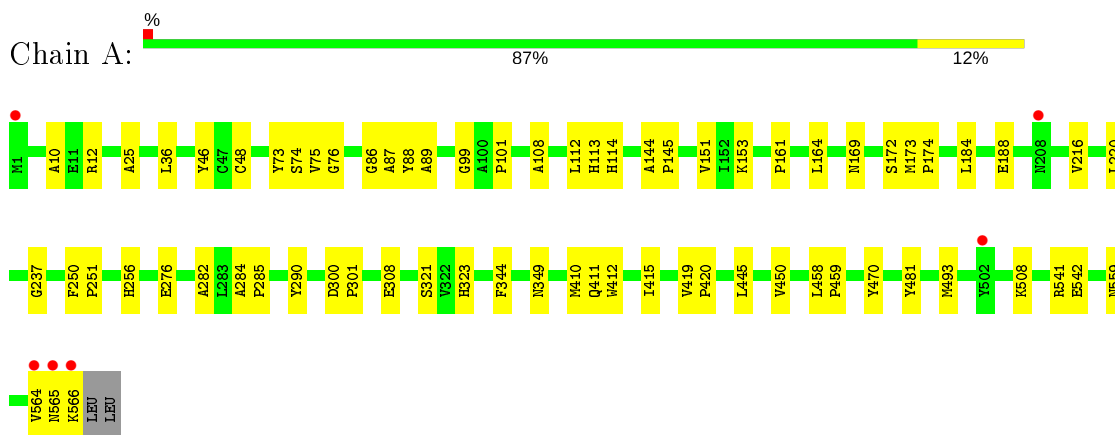 %
Chain A:
87% 12%
M1 A10 E11 R12 A25 L36 Y46 C47 C48 Y73 S74 V75 G76 G86 A87 Y88 A89 G99 A100 P101 A108 L112 H113 H114 A144 P145 V151 I152 K153 P161 L164 N169 S172 M173 P174 L184 E188 N208 V216 L220
G237 F250 P251 H256 E276 A282 L283 A284 P285 Y290 D300 P301 E308 S321 V322 H323 F344 N349 M410 Q411 W412 I415 V419 P420 L445 V450 L458 P459 Y470 Y481 M493 Y502 K508 R541 E542 N559
V564 N565 K566 LEU LEU